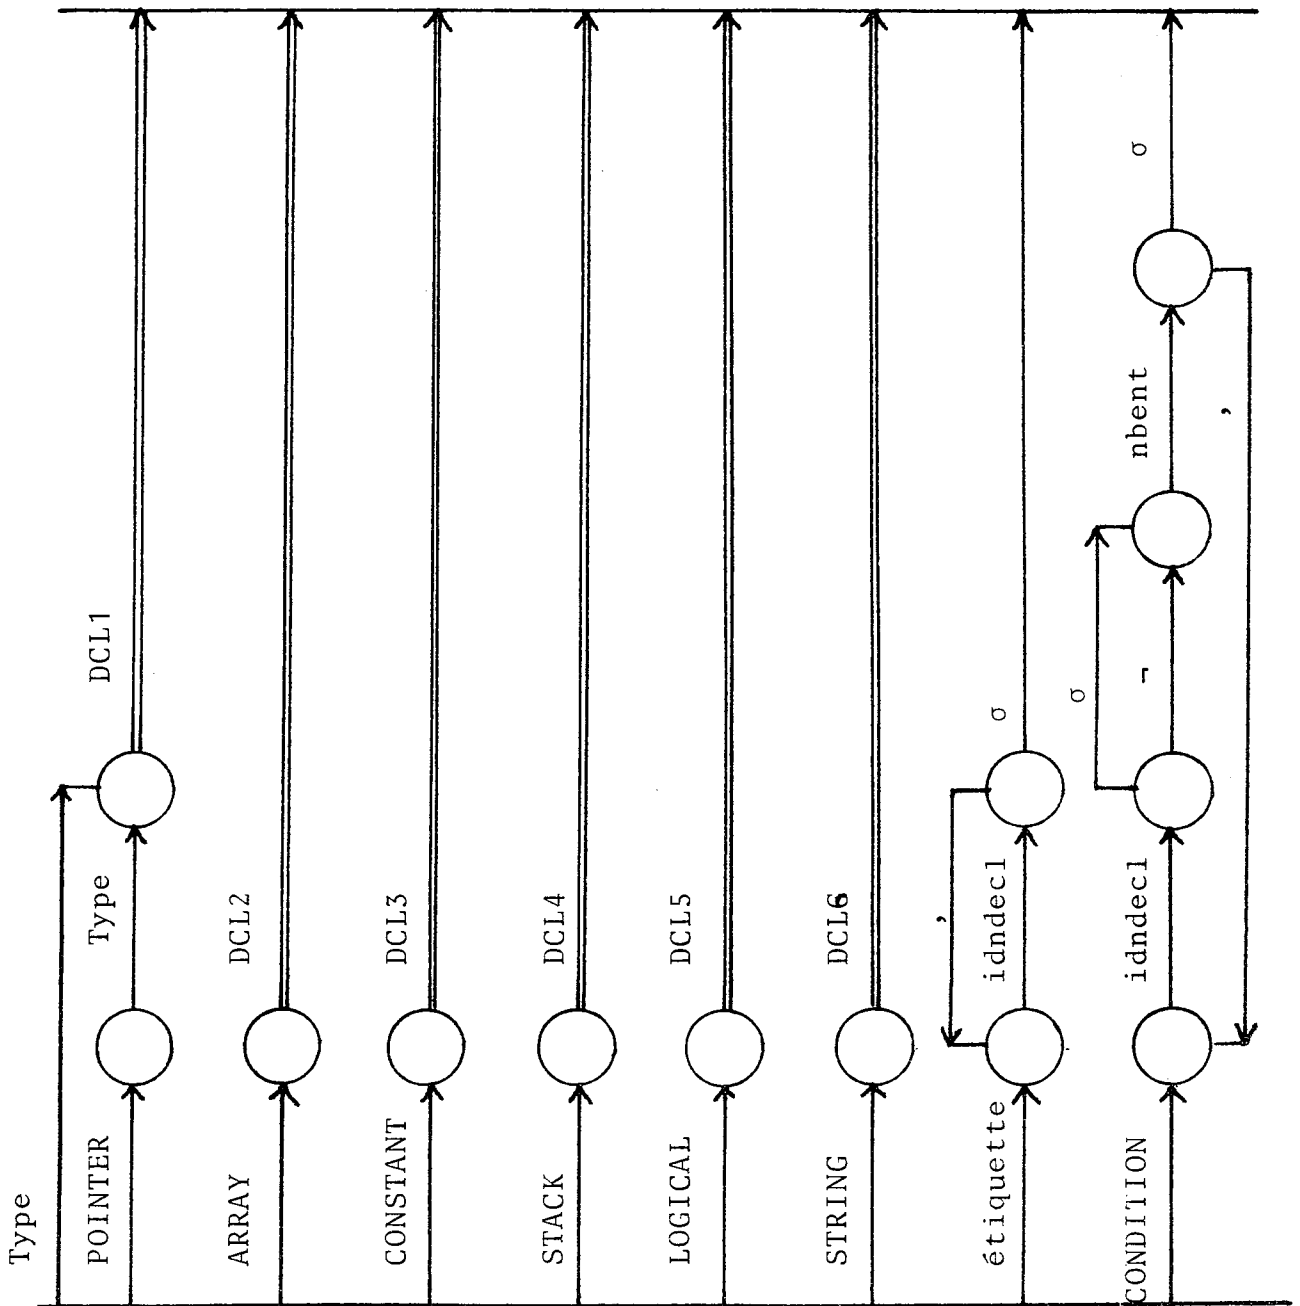 Type
POINTER
Type
DCL1
ARRAY
DCL2
CONSTANT
DCL3
STACK
DCL4
LOGICAL
DCL5
STRING
DCL6
étiquette
idndecl
,
σ
CONDITION
idndecl
¬
σ
nbent
,
σ